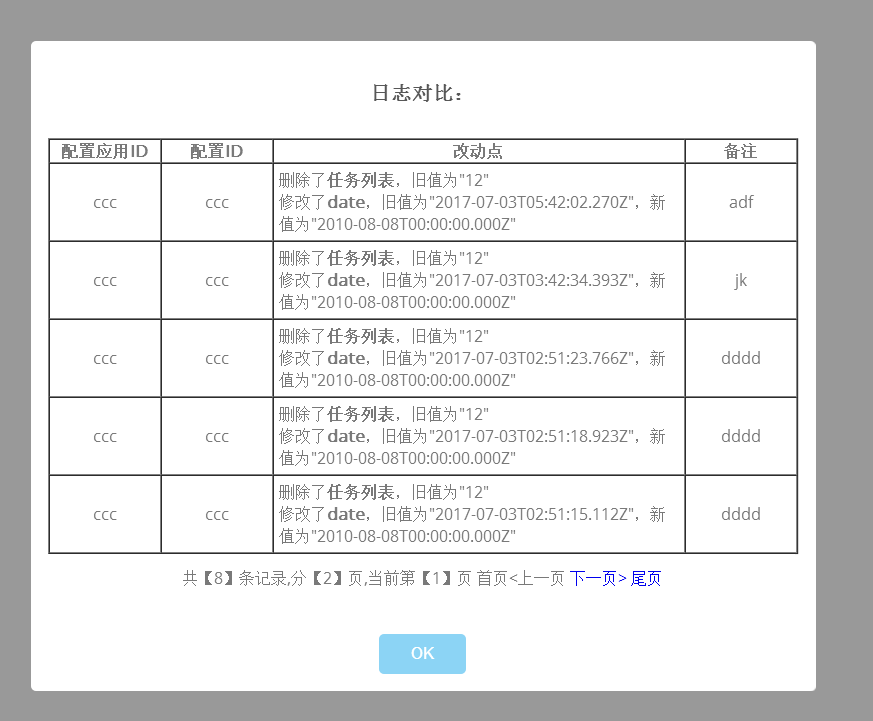 日志对比：
配置应用ID 配置ID 改动点 备注
ccc ccc 删除了任务列表，旧值为"12"
修改了date，旧值为"2017-07-03T05:42:02.270Z"，新
值为"2010-08-08T00:00:00.000Z" adf
ccc ccc 删除了任务列表，旧值为"12"
修改了date，旧值为"2017-07-03T03:42:34.393Z"，新
值为"2010-08-08T00:00:00.000Z" jk
ccc ccc 删除了任务列表，旧值为"12"
修改了date，旧值为"2017-07-03T02:51:23.766Z"，新
值为"2010-08-08T00:00:00.000Z" dddd
ccc ccc 删除了任务列表，旧值为"12"
修改了date，旧值为"2017-07-03T02:51:18.923Z"，新
值为"2010-08-08T00:00:00.000Z" dddd
ccc ccc 删除了任务列表，旧值为"12"
修改了date，旧值为"2017-07-03T02:51:15.112Z"，新
值为"2010-08-08T00:00:00.000Z" dddd
共【8】条记录,分【2】页,当前第【1】页 首页<上一页 下一页> 尾页
OK